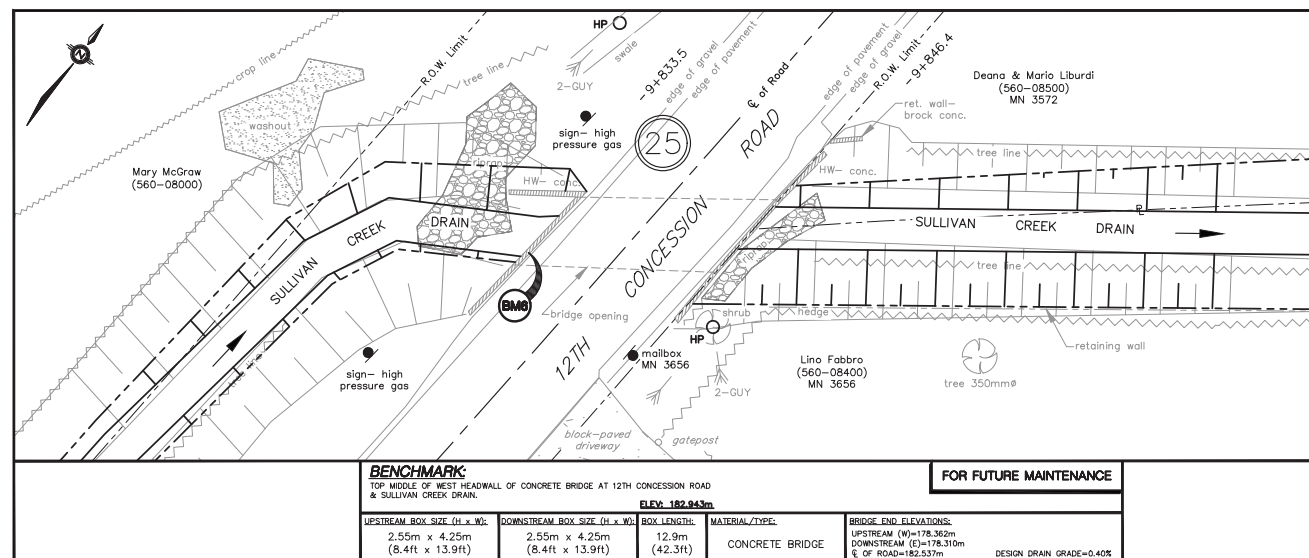 N
crop line
R.O.W. Limit
tree line
HP
swale
2-GUY
9+833.5
edge of gravel
edge of pavement
℄ of Road
edge of pavement
edge of gravel
R.O.W. Limit
9+846.4
Deana & Mario Liburdi
(560-08500)
MN 3572
ret. wall-
brock conc.
washout
sign- high
pressure gas
25
ROAD
tree line
Mary McGraw
(560-08000)
riprap
HW- conc.
HW- conc.
CONCESSION
SULLIVAN CREEK DRAIN
SULLIVAN CREEK DRAIN
riprap
tree line
BM6
bridge opening
shrub
hedge
HP
retaining wall
12TH
tree line
sign- high
pressure gas
mailbox
MN 3656
Lino Fabbro
(560-08400)
MN 3656
2-GUY
tree 350mmø
block-paved
driveway
gatepost
BENCHMARK:
TOP MIDDLE OF WEST HEADWALL OF CONCRETE BRIDGE AT 12TH CONCESSION ROAD
& SULLIVAN CREEK DRAIN.
ELEV: 182.943m
FOR FUTURE MAINTENANCE
UPSTREAM BOX SIZE (H x W):
2.55m x 4.25m
(8.4ft x 13.9ft)
DOWNSTREAM BOX SIZE (H x W):
2.55m x 4.25m
(8.4ft x 13.9ft)
BOX LENGTH:
12.9m
(42.3ft)
MATERIAL/TYPE:
CONCRETE BRIDGE
BRIDGE END ELEVATIONS:
UPSTREAM (W)=178.362m
DOWNSTREAM (E)=178.310m
℄ OF ROAD=182.537m
DESIGN DRAIN GRADE=0.40%